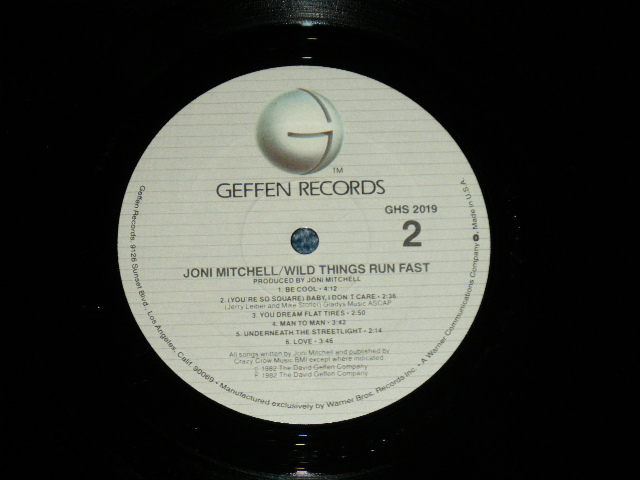 TM
GEFFEN RECORDS
GHS 2019
2
JONI MITCHELL/WILD THINGS RUN FAST
PRODUCED BY JONI MITCHELL
1. BE COOL - 4:12
2. (YOU'RE SO SQUARE) BABY, I DON'T CARE - 2:36
(Jerry Leiber and Mike Stoller) Gladys Music ASCAP
3. YOU DREAM FLAT TIRES - 2:50
4. MAN TO MAN - 3:42
5. UNDERNEATH THE STREETLIGHT - 2:14
6. LOVE - 3:46
All songs written by Joni Mitchell and published by
Crazy Crow Music, BMI except where indicated.
© 1982 The David Geffen Company
℗ 1982 The David Geffen Company
Geffen Records, 9126 Sunset Blvd., Los Angeles, Calif. 90069 • Manufactured exclusively by Warner Bros. Records Inc. • A Warner Communications Company Made in U.S.A.